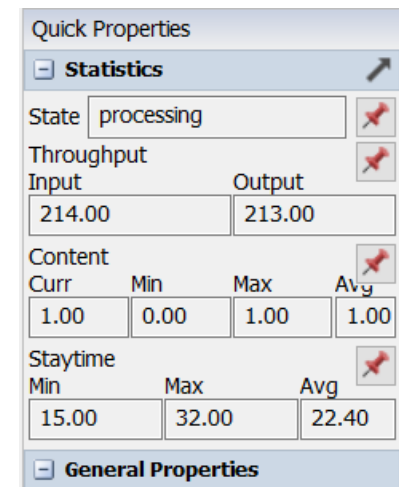 Quick Properties
Statistics
State processing
Throughput
Input Output
214.00 213.00
Content
Curr Min Max Avg
1.00 0.00 1.00 1.00
Staytime
Min Max Avg
15.00 32.00 22.40
General Properties